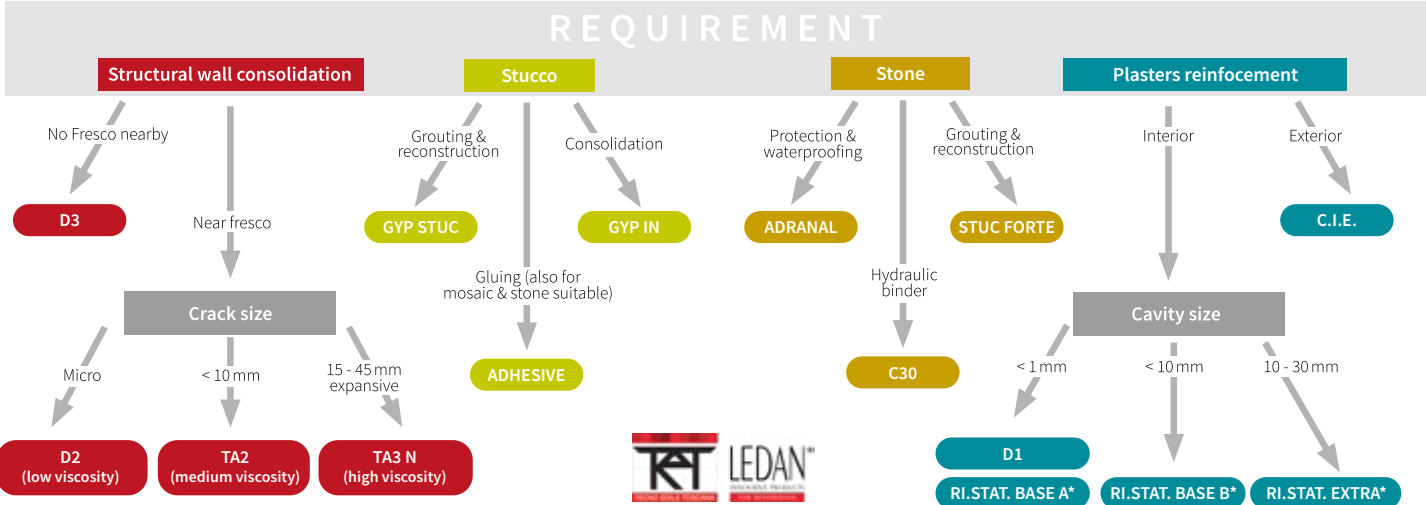 REQUIREMENT
Structural wall consolidation
Stucco
Stone
Plasters reinfocement
No Fresco nearby
D3
Near fresco
Crack size
Micro
< 10 mm
15 - 45 mm
expansive
D2
(low viscosity)
TA2
(medium viscosity)
TA3 N
(high viscosity)
Grouting &
reconstruction
GYP STUC
Consolidation
GYP IN
Gluing (also for
mosaic & stone suitable)
ADHESIVE
Protection &
waterproofing
ADRANAL
Grouting &
reconstruction
STUC FORTE
Hydraulic
binder
C30
Interior
Exterior
C.I.E.
Cavity size
< 1 mm
< 10 mm
10 - 30 mm
D1
RI.STAT. BASE A*
RI.STAT. BASE B*
RI.STAT. EXTRA*
TECNO EDILE TOSCANA
LEDAN